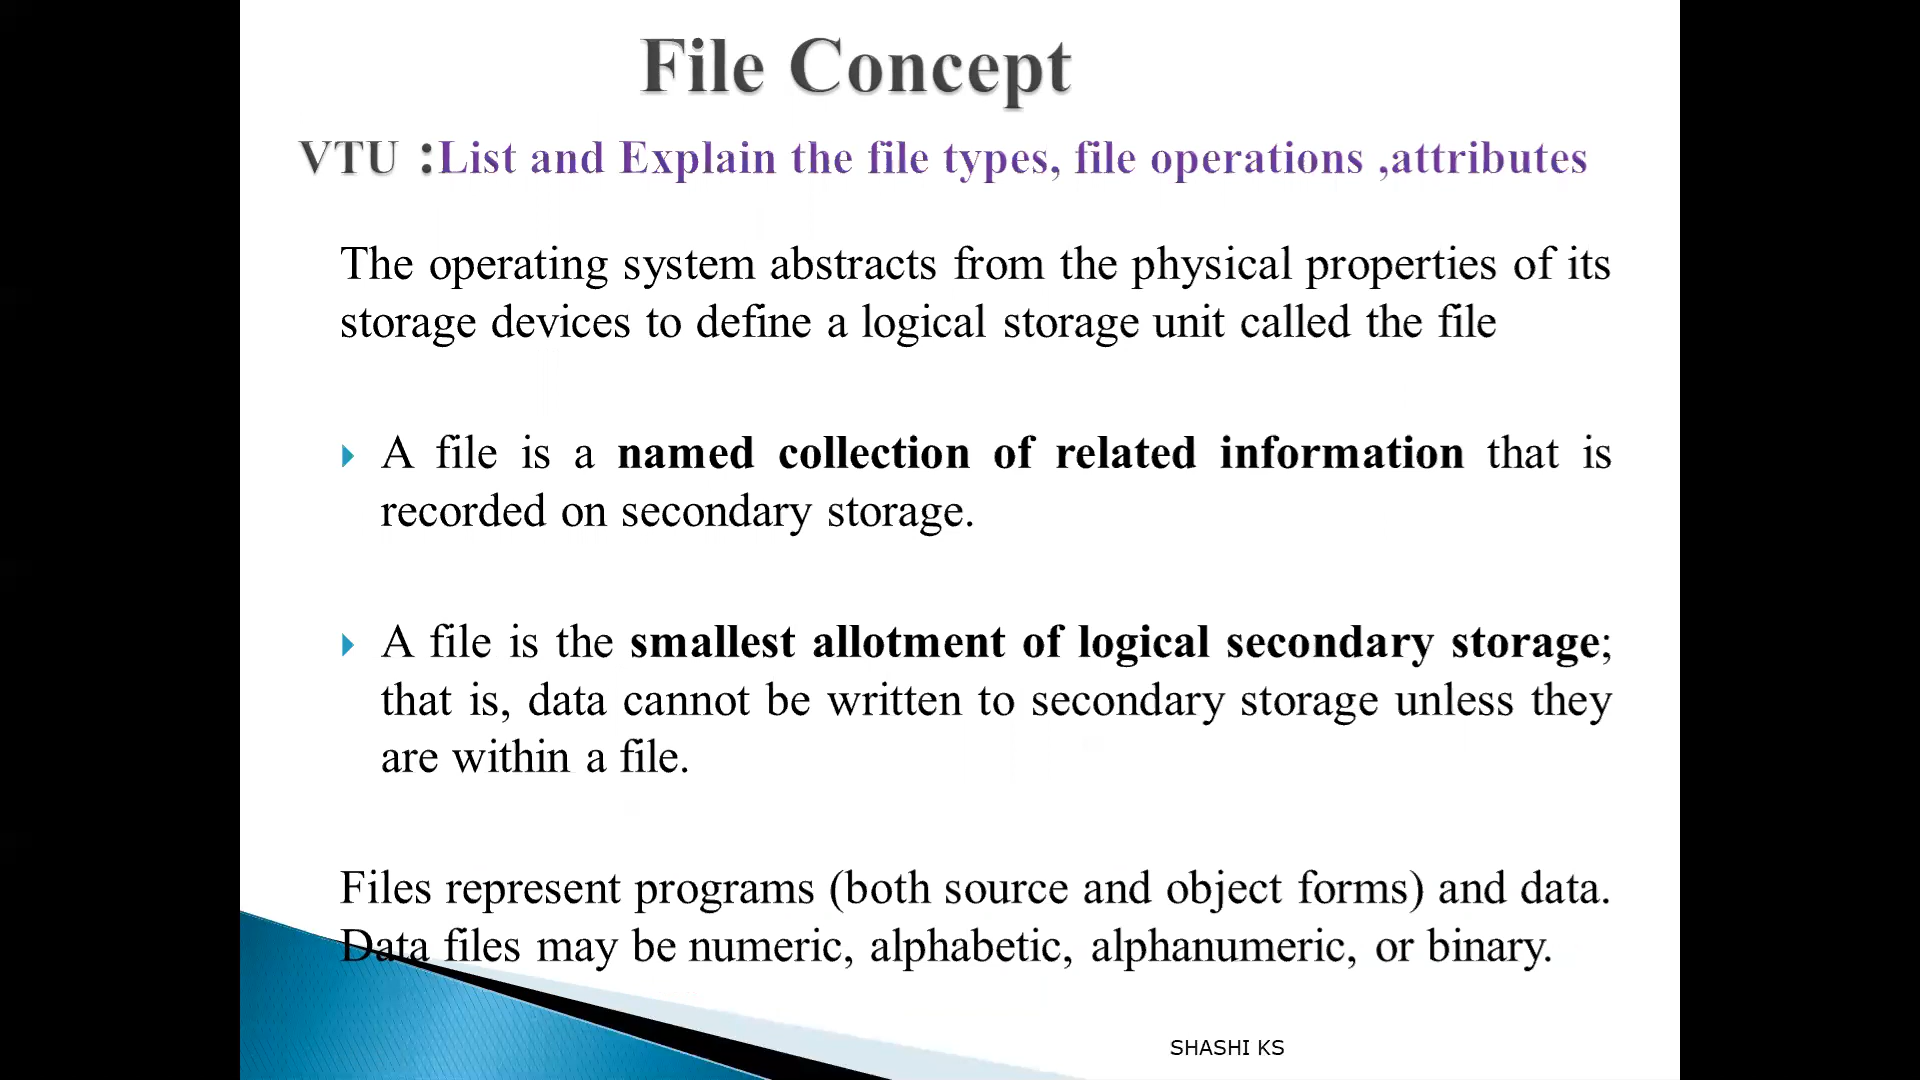 File Concept
VTU :List and Explain the file types, file operations ,attributes
The operating system abstracts from the physical properties of its
storage devices to define a logical storage unit called the file
A file is a named collection of related information that is
recorded on secondary storage.
A file is the smallest allotment of logical secondary storage;
that is, data cannot be written to secondary storage unless they
are within a file.
Files represent programs (both source and object forms) and data.
Data files may be numeric, alphabetic, alphanumeric, or binary.
SHASHI KS